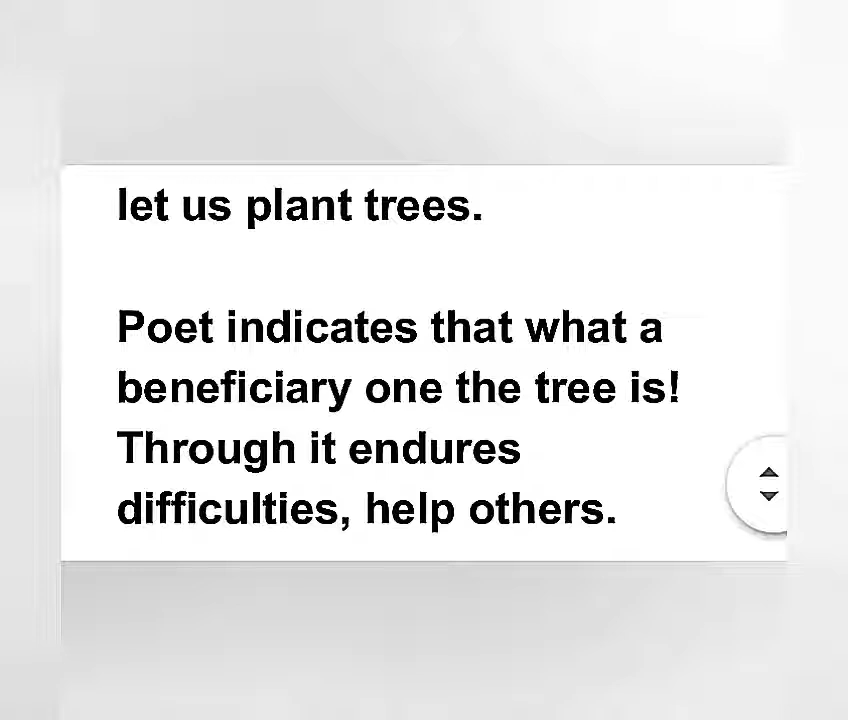 let us plant trees.
Poet indicates that what a
beneficiary one the tree is!
Through it endures
difficulties, help others.